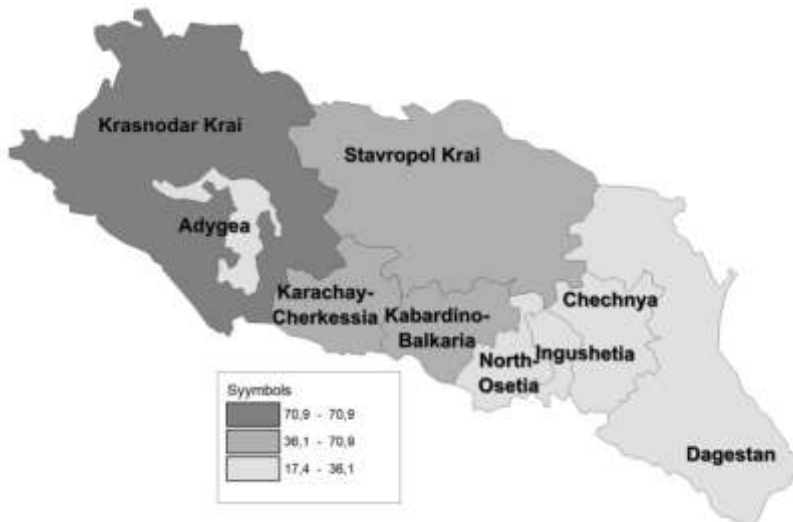 Krasnodar Krai
Stavropol Krai
Adygea
Karachay-
Cherkessia
Kabardino-
Balkaria
Chechnya
North-
Osetia
Ingushetia
Dagestan
Syymbols
70,9 - 70,9
36,1 - 70,9
17,4 - 36,1